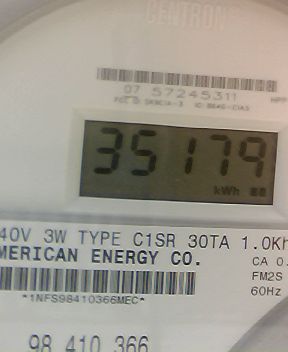 CENTRON
07 57245311
35179
kWh
40V 3W TYPE C1SR 30TA 1.0Kh
MERICAN ENERGY CO.
CA 0.
FM2S
60Hz
*1NFS98410366MEC*
98 410 366